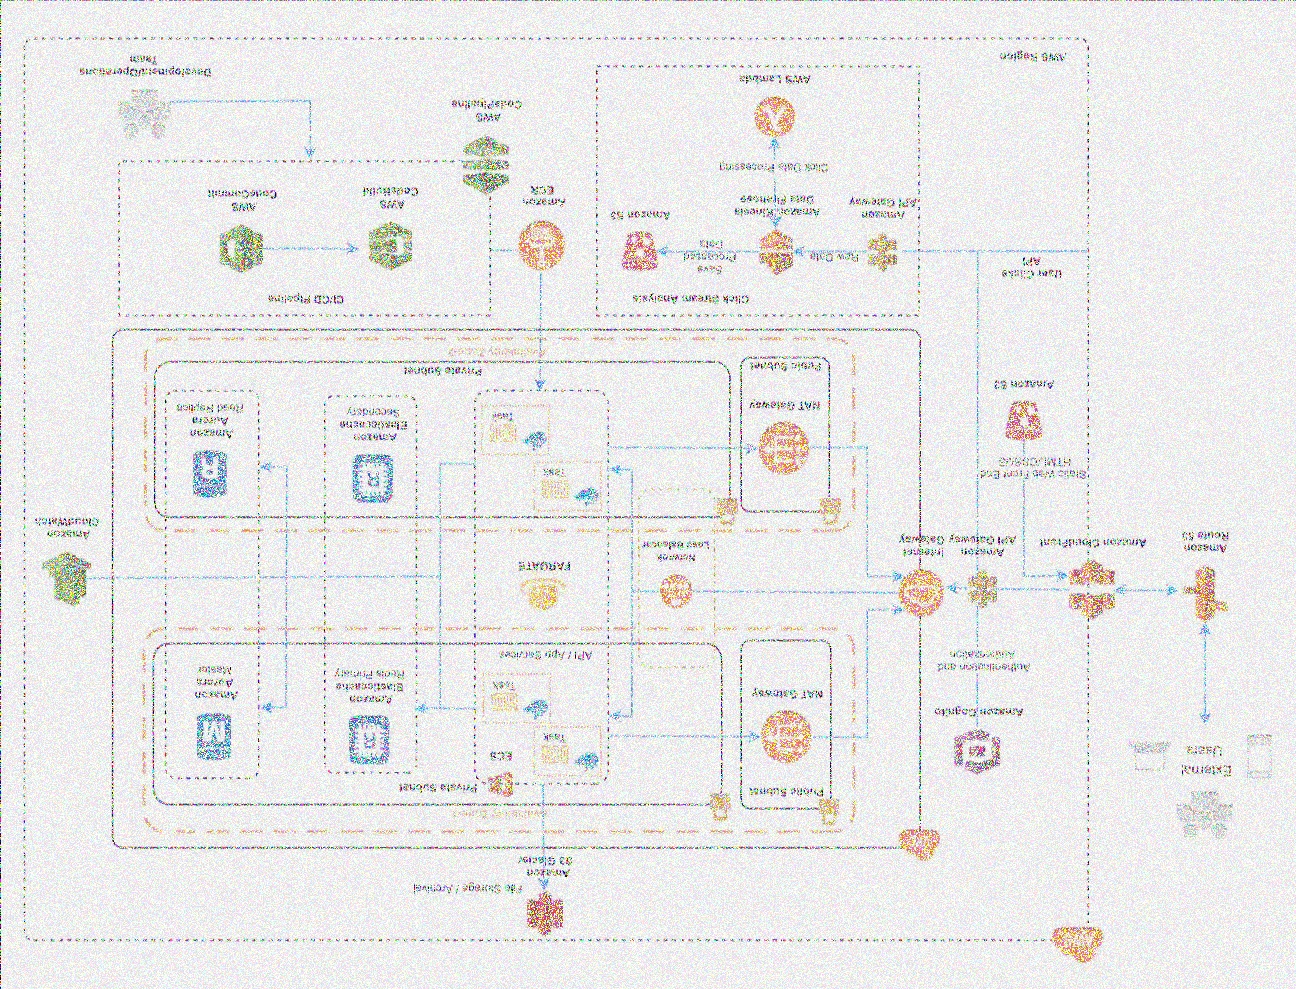 File Storage / Archival
Amazon
S3 Glacier
External
Users
Availability Zone 1
Public Subnet
Private Subnet
ECS
Task
Task
NAT Gateway
Amazon Cognito
Authentication and
Authorization
Amazon
Elasticache
Redis Primary
Amazon
Aurora
Master
API / App Services
Amazon
Route 53
Amazon CloudFront
Amazon
API Gateway
Internet
Gateway
Network
Load Balancer
FARGATE
Amazon
CloudWatch
Static Web Front End
HTML/CSS/JS
Amazon S3
NAT Gateway
Public Subnet
Task
Task
Amazon
Elasticache
Secondary
Amazon
Aurora
Read Replica
Private Subnet
Availability Zone 2
User Clicks
API
Click Stream Analysis
Amazon
API Gateway
Raw Data
Amazon Kinesis
Data Firehose
Save
Processed
Data
Amazon S3
Click Data Processing
AWS Lambda
CI/CD Pipeline
Amazon
ECR
AWS
CodeBuild
AWS
CodeCommit
AWS
CodePipeline
Development/Operations
Team
AWS Region